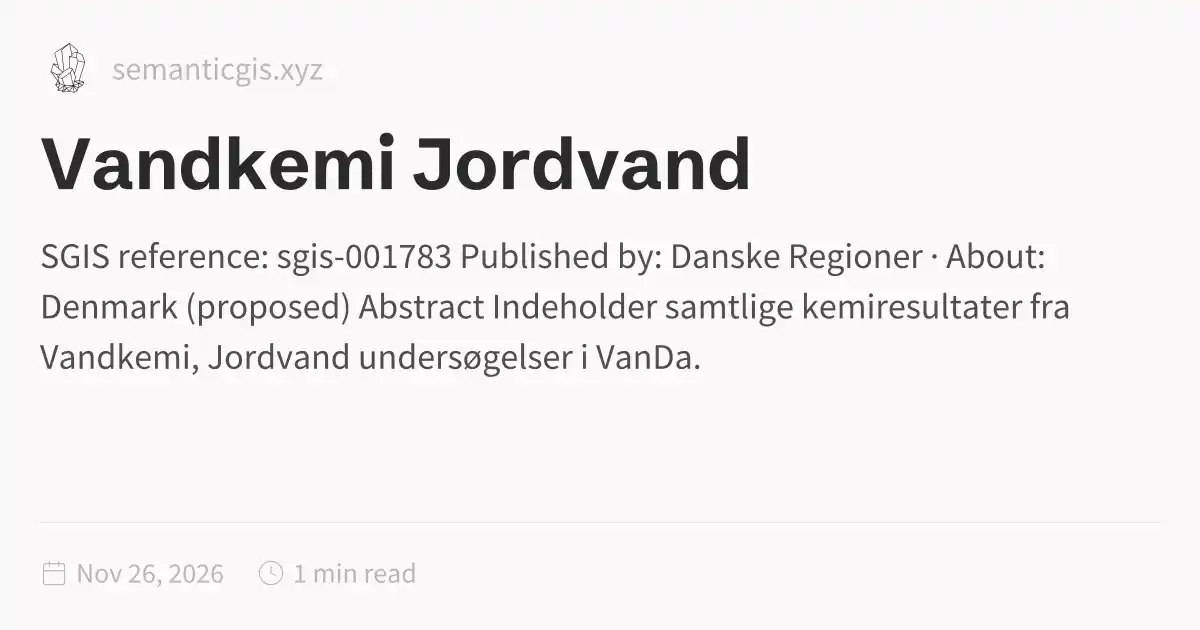 semanticgis.xyz
Vandkemi Jordvand
SGIS reference: sgis-001783 Published by: Danske Regioner · About:
Denmark (proposed) Abstract Indeholder samtlige kemiresultater fra
Vandkemi, Jordvand undersøgelser i VanDa.
Nov 26, 2026 1 min read